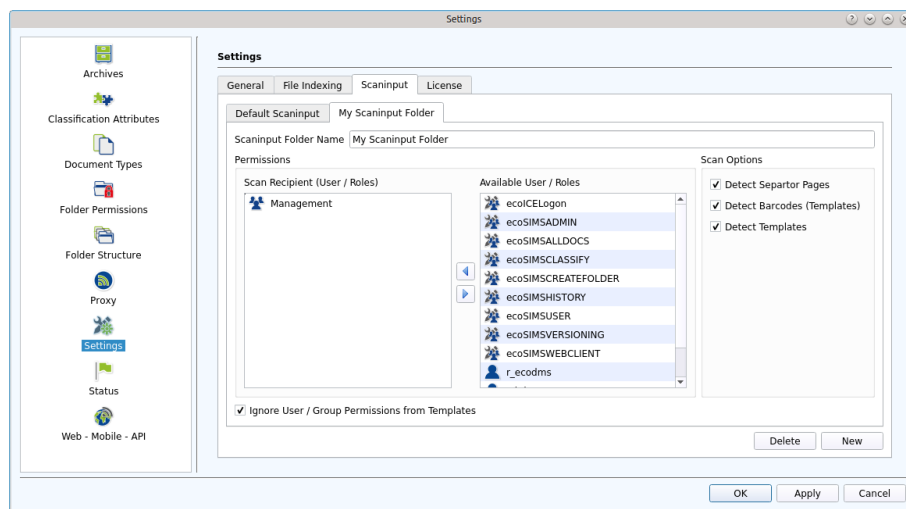 Settings
Archives
Classification Attributes
Document Types
Folder Permissions
Folder Structure
Proxy
Settings
Status
Web - Mobile - API
Settings
General File Indexing Scaninput License
Default Scaninput My Scaninput Folder
Scaninput Folder Name My Scaninput Folder
Permissions
Scan Recipient (User / Roles)
Management
Available User / Roles
ecoICELogon
ecoSIMSADMIN
ecoSIMSALLDOCS
ecoSIMSCLASSIFY
ecoSIMSCREATEFOLDER
ecoSIMSHISTORY
ecoSIMSUSER
ecoSIMSVERSIONING
ecoSIMSWEBCLIENT
r_ecodms
Scan Options
Detect Separtor Pages
Detect Barcodes (Templates)
Detect Templates
Ignore User / Group Permissions from Templates
Delete New
OK Apply Cancel